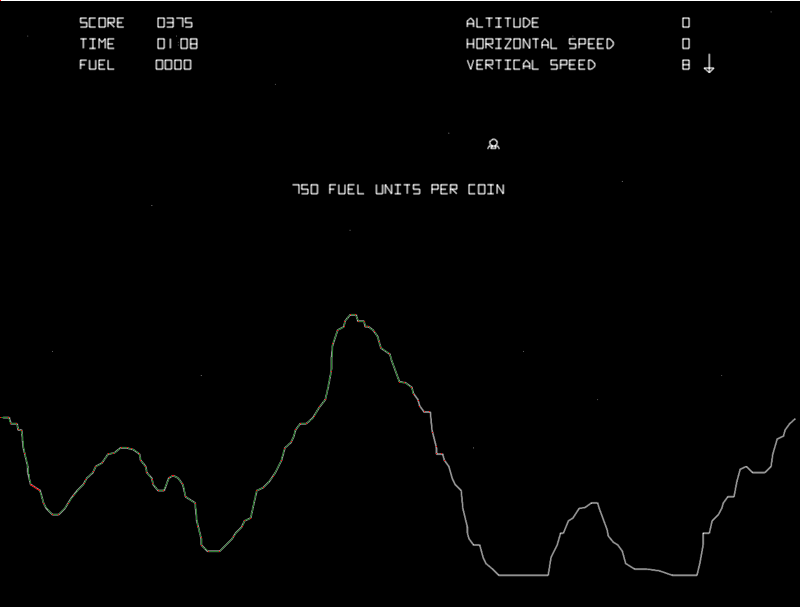 SCORE 0375
TIME 01:08
FUEL 0000
ALTITUDE 0
HORIZONTAL SPEED 0
VERTICAL SPEED 8 ↓
750 FUEL UNITS PER COIN